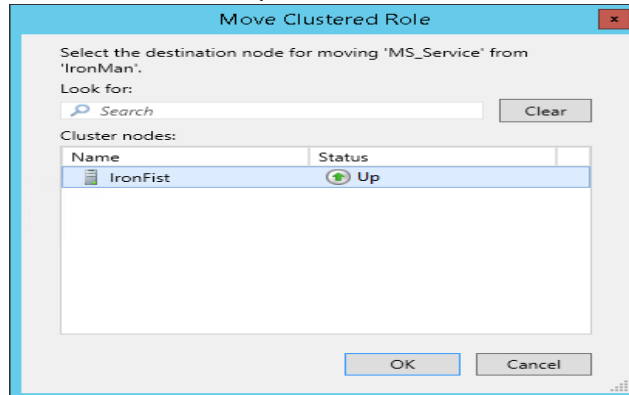 Move Clustered Role
Select the destination node for moving 'MS_Service' from
'IronMan'.
Look for:
Search
Clear
Cluster nodes:
Name Status
IronFist Up
OK Cancel